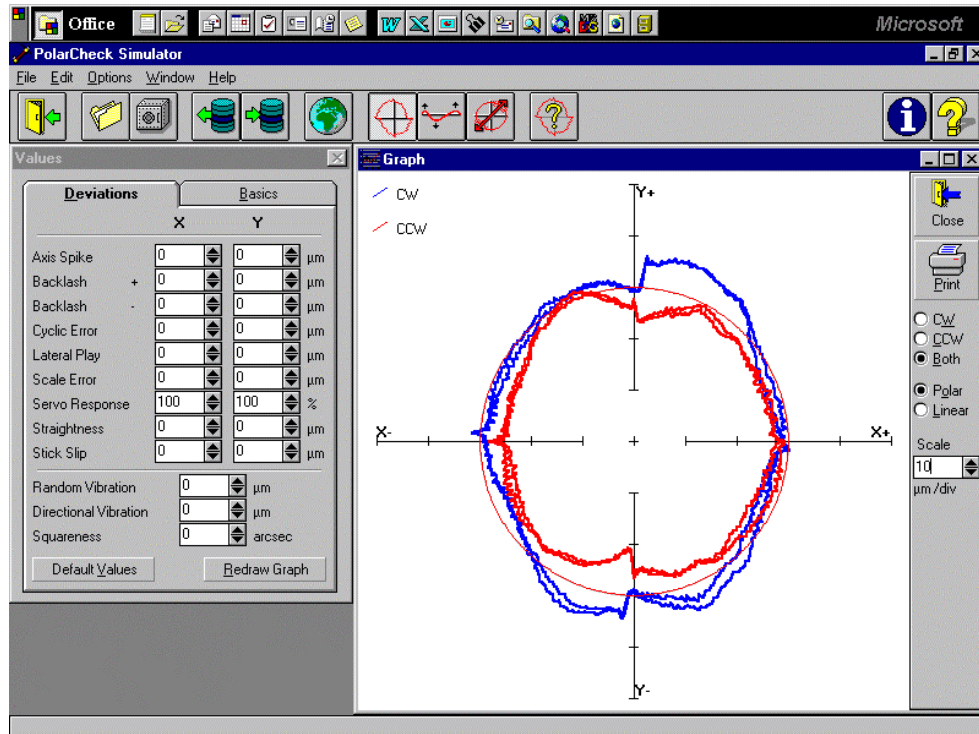 Office Microsoft
PolarCheck Simulator
File Edit Options Window Help
Values
Deviations Basics
X Y
Axis Spike 0 0 µm
Backlash + 0 0 µm
Backlash - 0 0 µm
Cyclic Error 0 0 µm
Lateral Play 0 0 µm
Scale Error 0 0 µm
Servo Response 100 100 %
Straightness 0 0 µm
Stick Slip 0 0 µm
Random Vibration 0 µm
Directional Vibration 0 µm
Squareness 0 arcsec
Default Values Redraw Graph
Graph
CW
CCW
Y+
X- X+
Y-
Close
Print
CW
CCW
Both
Polar
Linear
Scale
10
µm/div